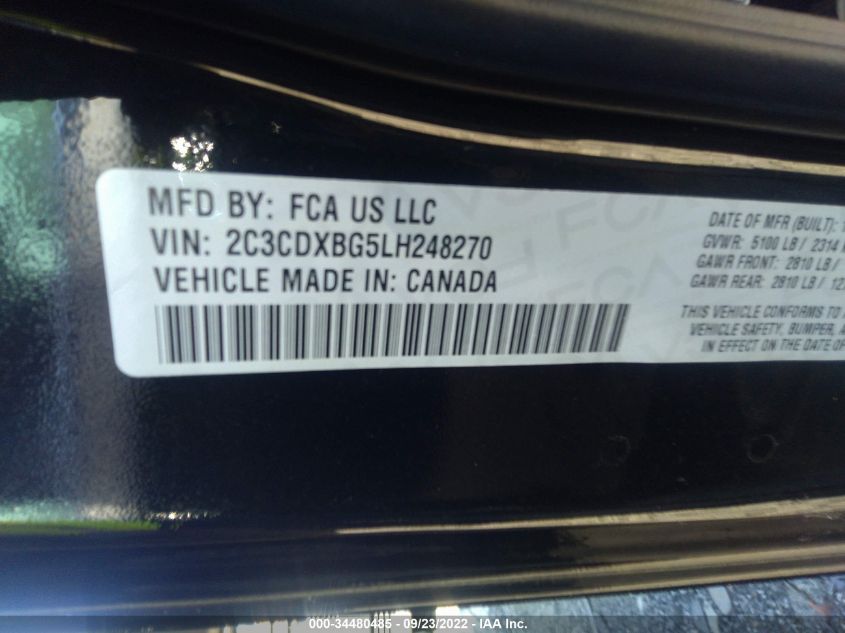 MFD BY: FCA US LLC
VIN: 2C3CDXBG5LH248270
VEHICLE MADE IN: CANADA
DATE OF MFR (BUILT):
GVWR: 5100 LB / 2314
GAWR FRONT: 2810 LB /
GAWR REAR: 2810 LB /
THIS VEHICLE CONFORMS TO
VEHICLE SAFETY, BUMPER,
IN EFFECT ON THE DATE OF
000-34480485 - 09/23/2022 - IAA Inc.